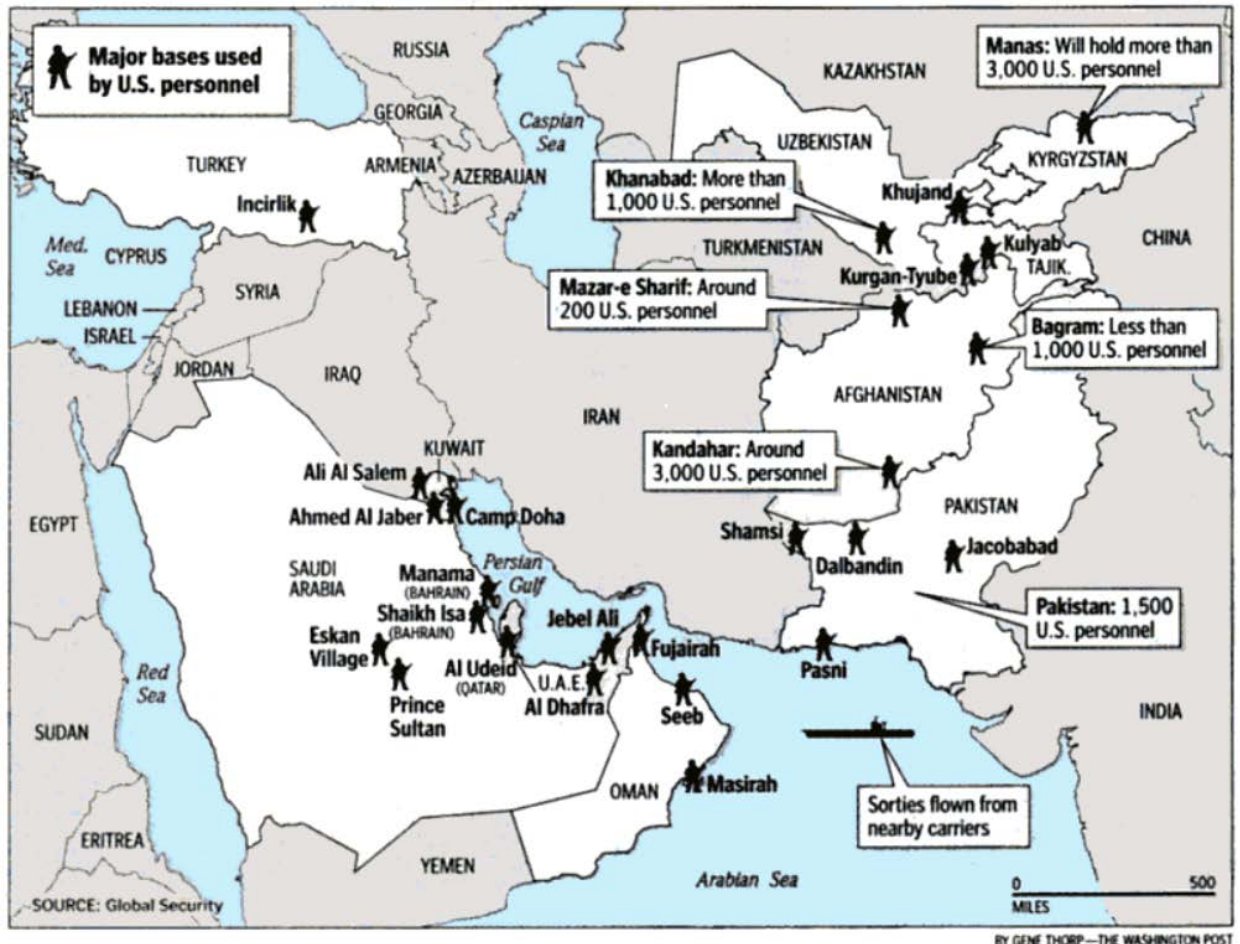 Major bases used
by U.S. personnel
RUSSIA
KAZAKHSTAN
Manas: Will hold more than
3,000 U.S. personnel
GEORGIA
Caspian
Sea
UZBEKISTAN
KYRGYZSTAN
TURKEY
ARMENIA
AZERBAIJAN
Khanabad: More than
1,000 U.S. personnel
Khujand
Incirlik
Med.
Sea
CYPRUS
TURKMENISTAN
Kulyab
TAJIK.
CHINA
Kurgan-Tyube
SYRIA
Mazar-e Sharif: Around
200 U.S. personnel
LEBANON
ISRAEL
Bagram: Less than
1,000 U.S. personnel
JORDAN
IRAQ
IRAN
AFGHANISTAN
KUWAIT
Kandahar: Around
3,000 U.S. personnel
Ali Al Salem
Ahmed Al Jaber
Camp Doha
PAKISTAN
EGYPT
Shamsi
Dalbandin
Jacobabad
SAUDI
ARABIA
Persian
Gulf
Manama
(BAHRAIN)
Shaikh Isa
(BAHRAIN)
Jebel Ali
Pakistan: 1,500
U.S. personnel
Eskan
Village
Al Udeid
(QATAR)
U.A.E.
Fujairah
Pasni
Red
Sea
Prince
Sultan
Al Dhafra
Seeb
INDIA
SUDAN
OMAN
Masirah
Sorties flown from
nearby carriers
ERITREA
YEMEN
Arabian Sea
0 500
MILES
SOURCE: Global Security
BY GENE THORP—THE WASHINGTON POST